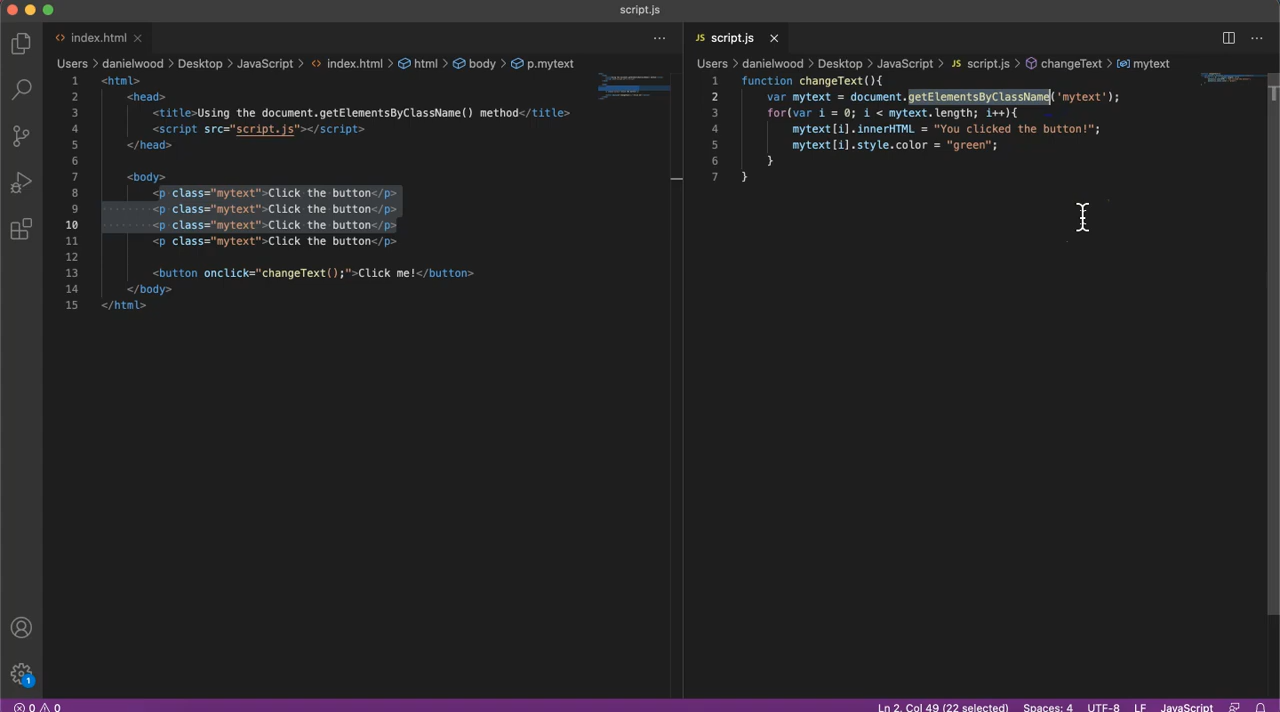 script.js
index.html
Users > danielwood > Desktop > JavaScript > index.html > html > body > p.mytext
1 <html>
2 <head>
3 <title>Using the document.getElementsByClassName() method</title>
4 <script src="script.js"></script>
5 </head>
6
7 <body>
8 <p class="mytext">Click the button</p>
9 <p class="mytext">Click the button</p>
10 <p class="mytext">Click the button</p>
11 <p class="mytext">Click the button</p>
12
13 <button onclick="changeText();">Click me!</button>
14 </body>
15 </html>
JS script.js
Users > danielwood > Desktop > JavaScript > JS script.js > changeText > mytext
1 function changeText(){
2 var mytext = document.getElementsByClassName('mytext');
3 for(var i = 0; i < mytext.length; i++){
4 mytext[i].innerHTML = "You clicked the button!";
5 mytext[i].style.color = "green";
6 }
7 }
1
0 0
Ln 2, Col 49 (22 selected) Spaces: 4 UTF-8 LF JavaScript